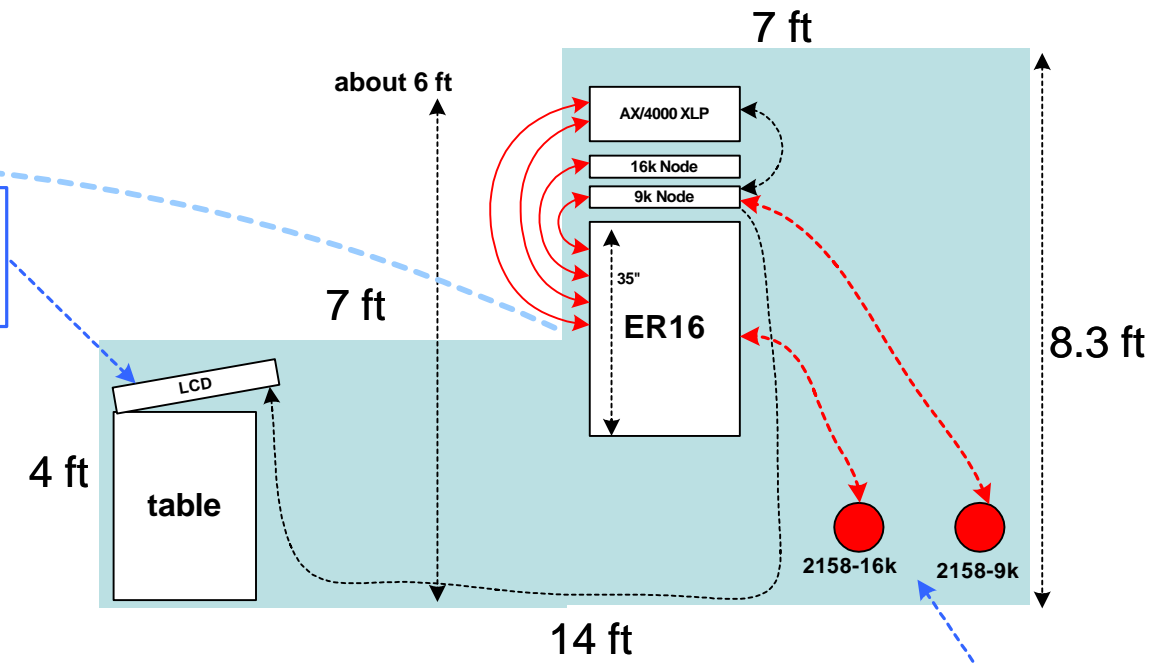 7 ft
about 6 ft
AX/4000 XLP
16k Node
9k Node
35"
7 ft
ER16
8.3 ft
LCD
4 ft
table
2158-16k
2158-9k
14 ft